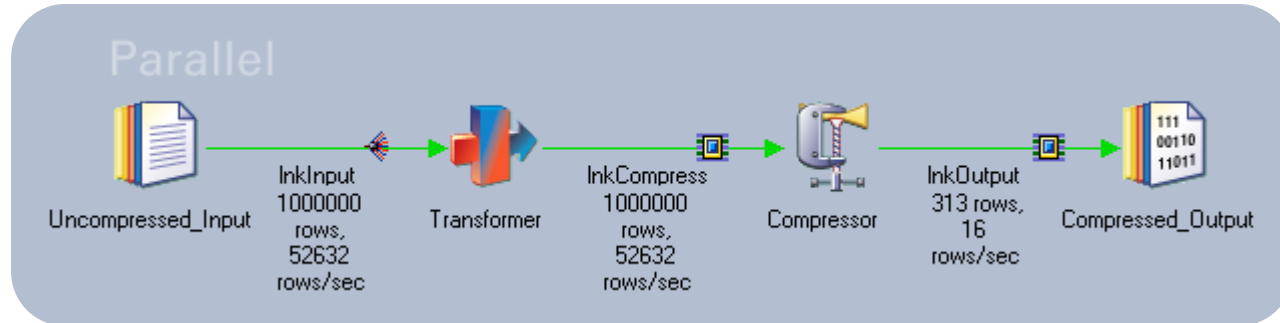 Parallel
111
00110
11011
lnkInput
1000000
rows,
52632
rows/sec
lnkCompress
1000000
rows,
52632
rows/sec
lnkOutput
313 rows,
16
rows/sec
Uncompressed_Input
Transformer
Compressor
Compressed_Output